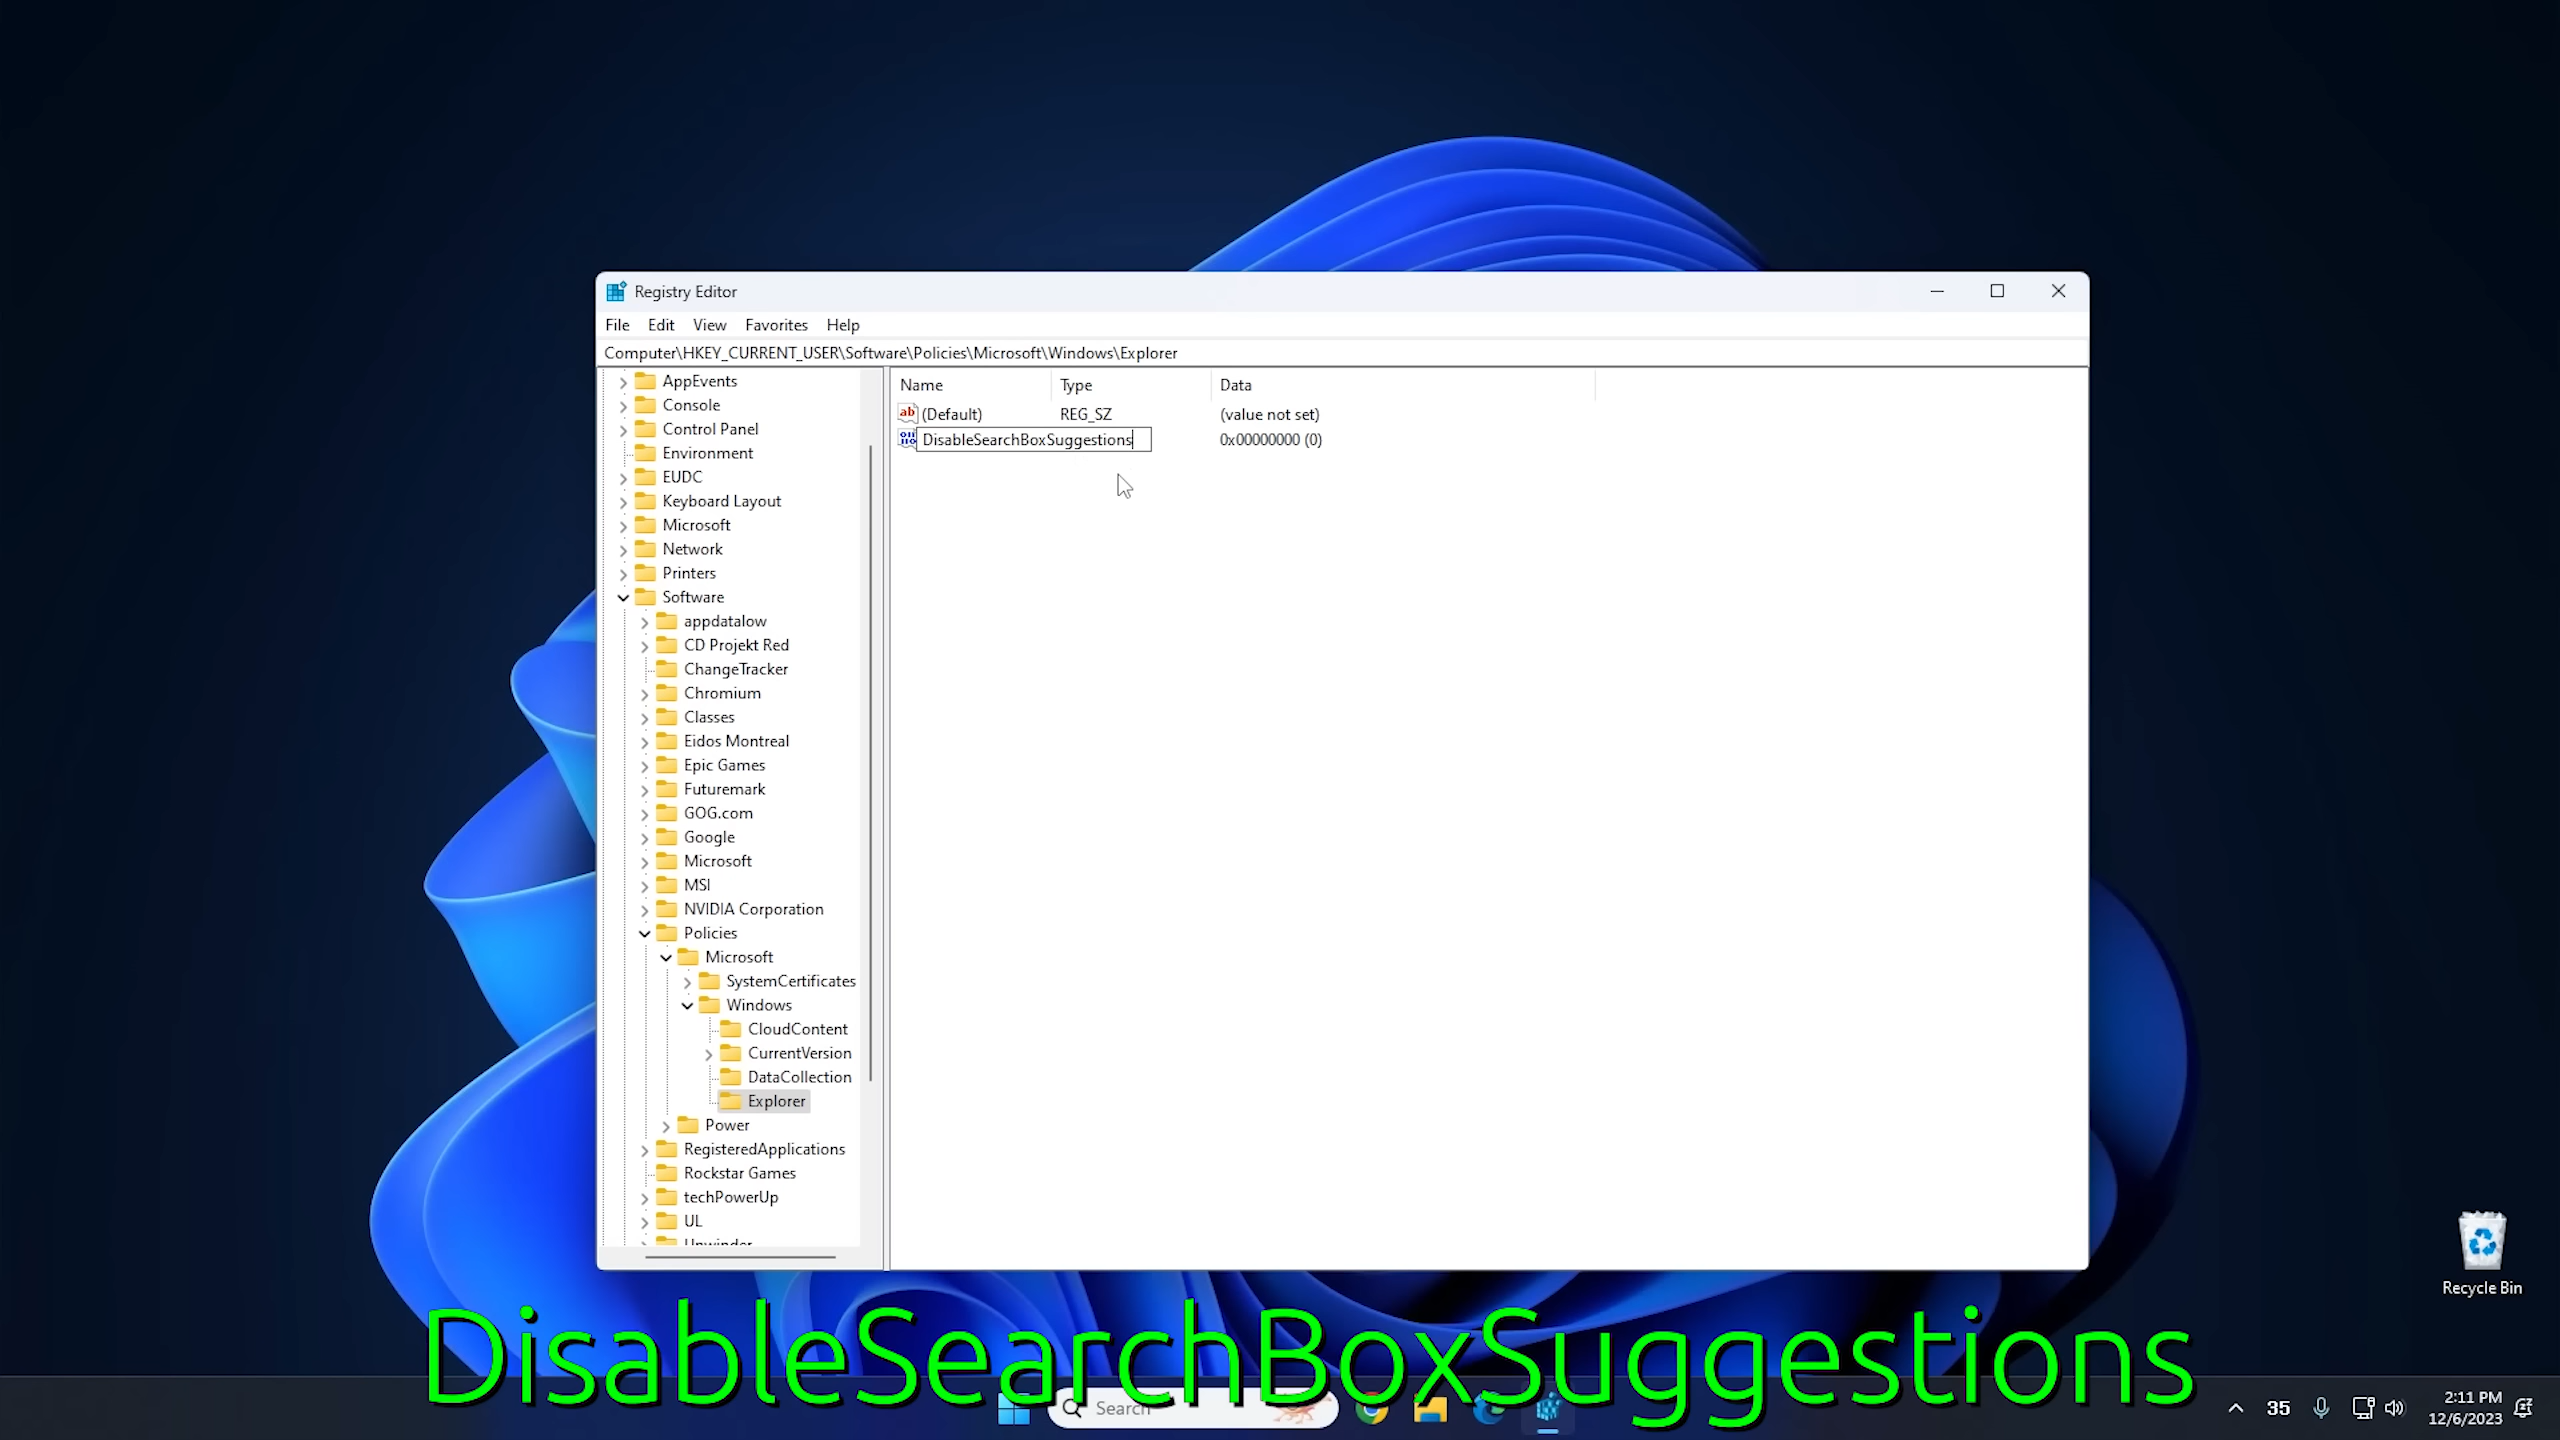 Registry Editor
File Edit View Favorites Help
Computer\HKEY_CURRENT_USER\Software\Policies\Microsoft\Windows\Explorer
AppEvents
Console
Control Panel
Environment
EUDC
Keyboard Layout
Microsoft
Network
Printers
Software
appdatalow
CD Projekt Red
ChangeTracker
Chromium
Classes
Eidos Montreal
Epic Games
Futuremark
GOG.com
Google
Microsoft
MSI
NVIDIA Corporation
Policies
Microsoft
SystemCertificates
Windows
CloudContent
CurrentVersion
DataCollection
Explorer
Power
RegisteredApplications
Rockstar Games
techPowerUp
UL
Unwinder
Name Type Data
(Default) REG_SZ (value not set)
DisableSearchBoxSuggestions 0x00000000 (0)
Recycle Bin
DisableSearchBoxSuggestions
Search
35
2:11 PM
12/6/2023